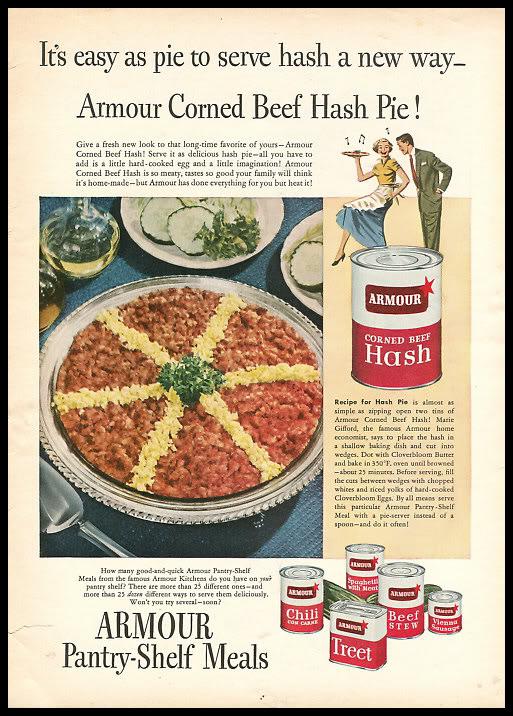 It's easy as pie to serve hash a new way—
Armour Corned Beef Hash Pie!
Give a fresh new look to that long-time favorite of yours—Armour
Corned Beef Hash! Serve it as delicious hash pie—all you have to
add is a little hard-cooked egg and a little imagination! Armour
Corned Beef Hash is so meaty, tastes so good your family will think
it's home-made—but Armour has done everything for you but heat it!
ARMOUR
CORNED BEEF
Hash
Recipe for Hash Pie is almost as
simple as zipping open two tins of
Armour Corned Beef Hash! Marie
Gifford, the famous Armour home
economist, says to place the hash in
a shallow baking dish and cut into
wedges. Dot with Cloverbloom Butter
and bake in 350°F. oven until browned
—about 25 minutes. Before serving, fill
the cuts between wedges with chopped
whites and riced yolks of hard-cooked
Cloverbloom Eggs. By all means serve
this particular Armour Pantry-Shelf
Meal with a pie-server instead of a
spoon—and do it often!
How many good-and-quick Armour Pantry-Shelf
Meals from the famous Armour Kitchens do you have on your
pantry shelf? There are more than 25 different ones—and
more than 25 dozen different ways to serve them deliciously.
Won't you try several—soon?
ARMOUR
Pantry-Shelf Meals
ARMOUR
Chili
CON CARNE
ARMOUR
Spaghetti
with Meat
ARMOUR
Treet
ARMOUR
Beef
STEW
ARMOUR
Vienna
Sausage